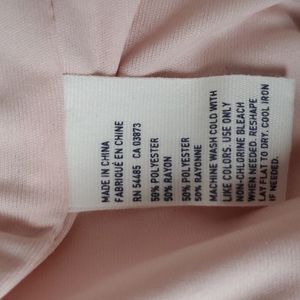 MADE IN CHINA
FABRIQUÉ EN CHINE
RN 54485 CA 03873
50% POLYESTER
50% RAYON
50% POLYESTER
50% RAYONNE
MACHINE WASH COLD WITH
LIKE COLORS. USE ONLY
NON-CHLORINE BLEACH
WHEN NEEDED. RESHAPE
LAY FLAT TO DRY. COOL IRON
IF NEEDED.